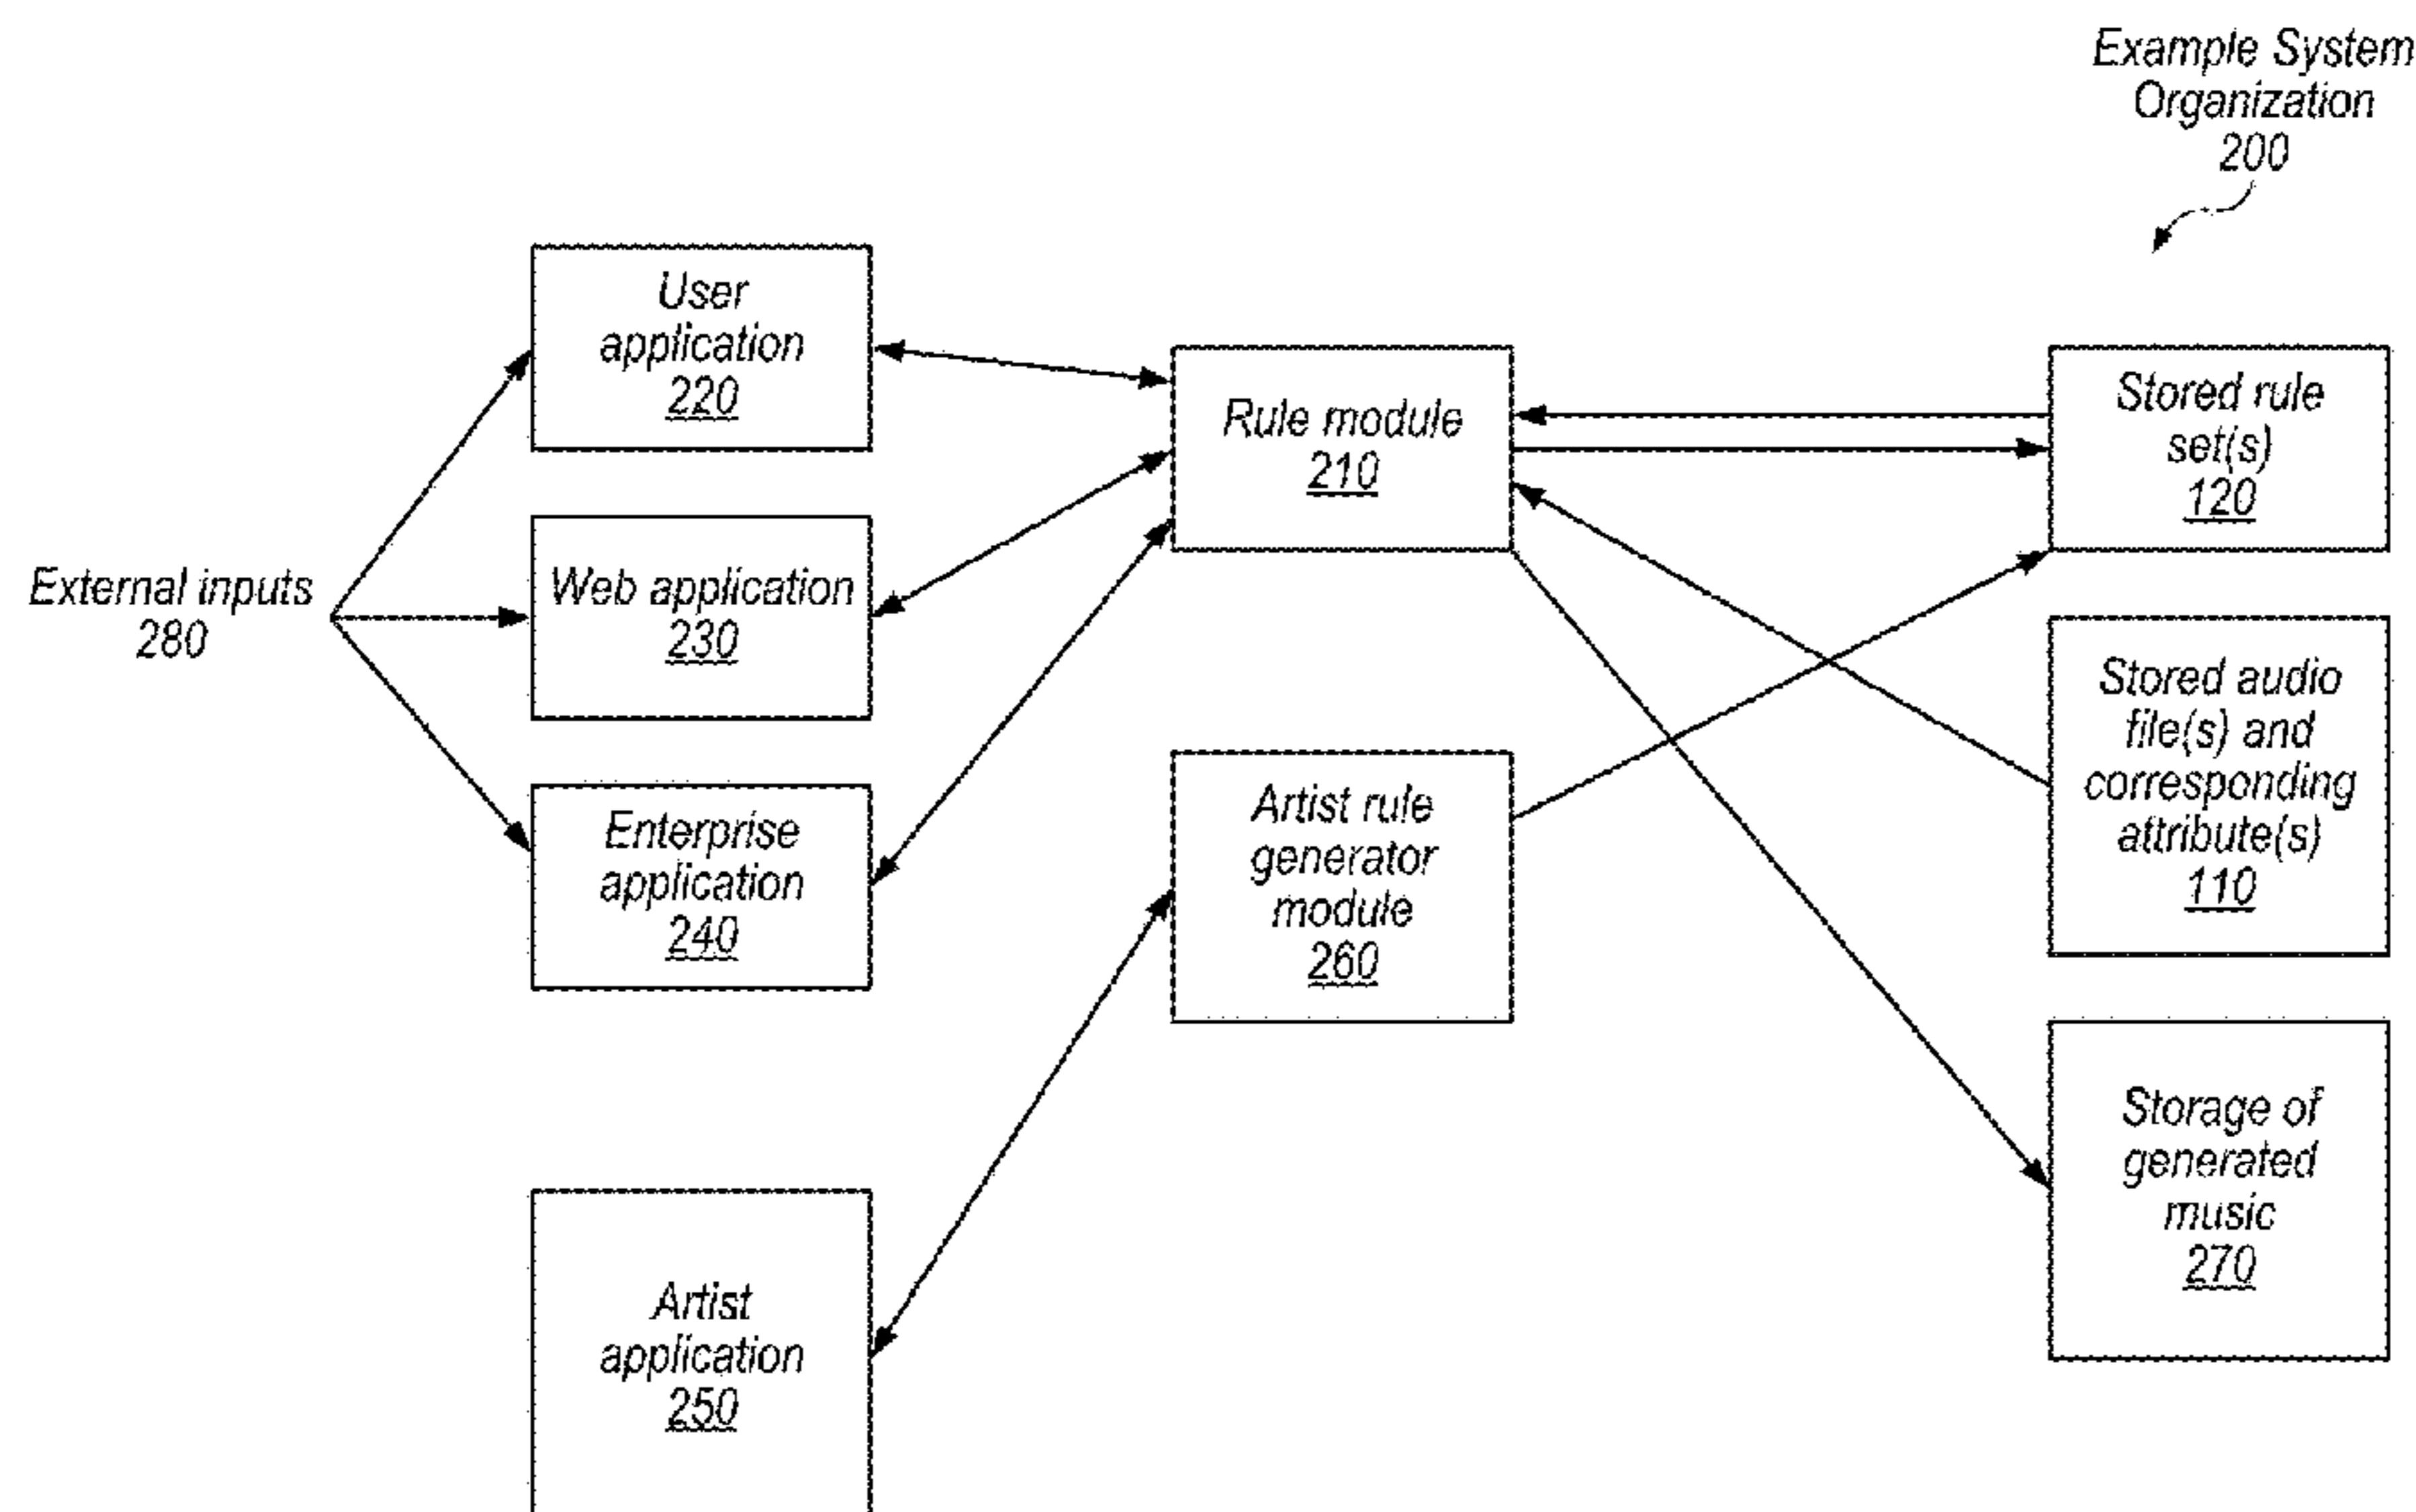 Example System
Organization
200
User
application
220
Rule module
210
Stored rule
set(s)
120
External inputs
280
Web application
230
Stored audio
file(s) and
corresponding
attribute(s)
110
Enterprise
application
240
Artist rule
generator
module
260
Storage of
generated
music
270
Artist
application
250